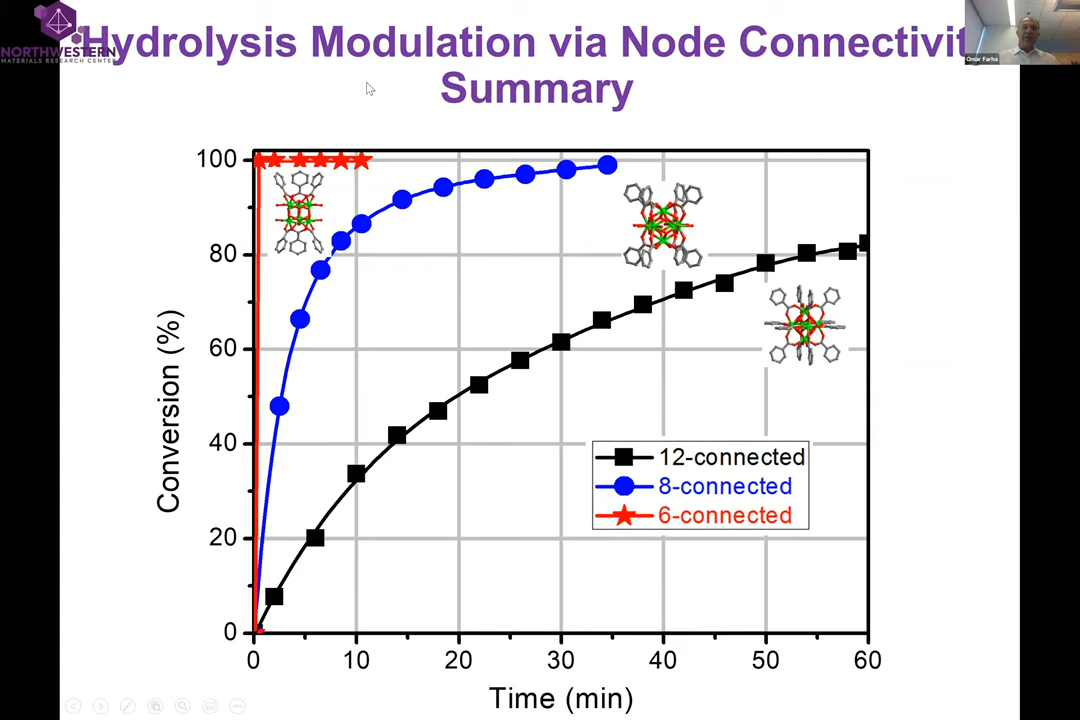 NORTHWESTERN
MATERIALS RESEARCH CENTER
Hydrolysis Modulation via Node Connectivit
Summary
Omar Farha
100
80
60
40
20
0
Conversion (%)
12-connected
8-connected
6-connected
0 10 20 30 40 50 60
Time (min)